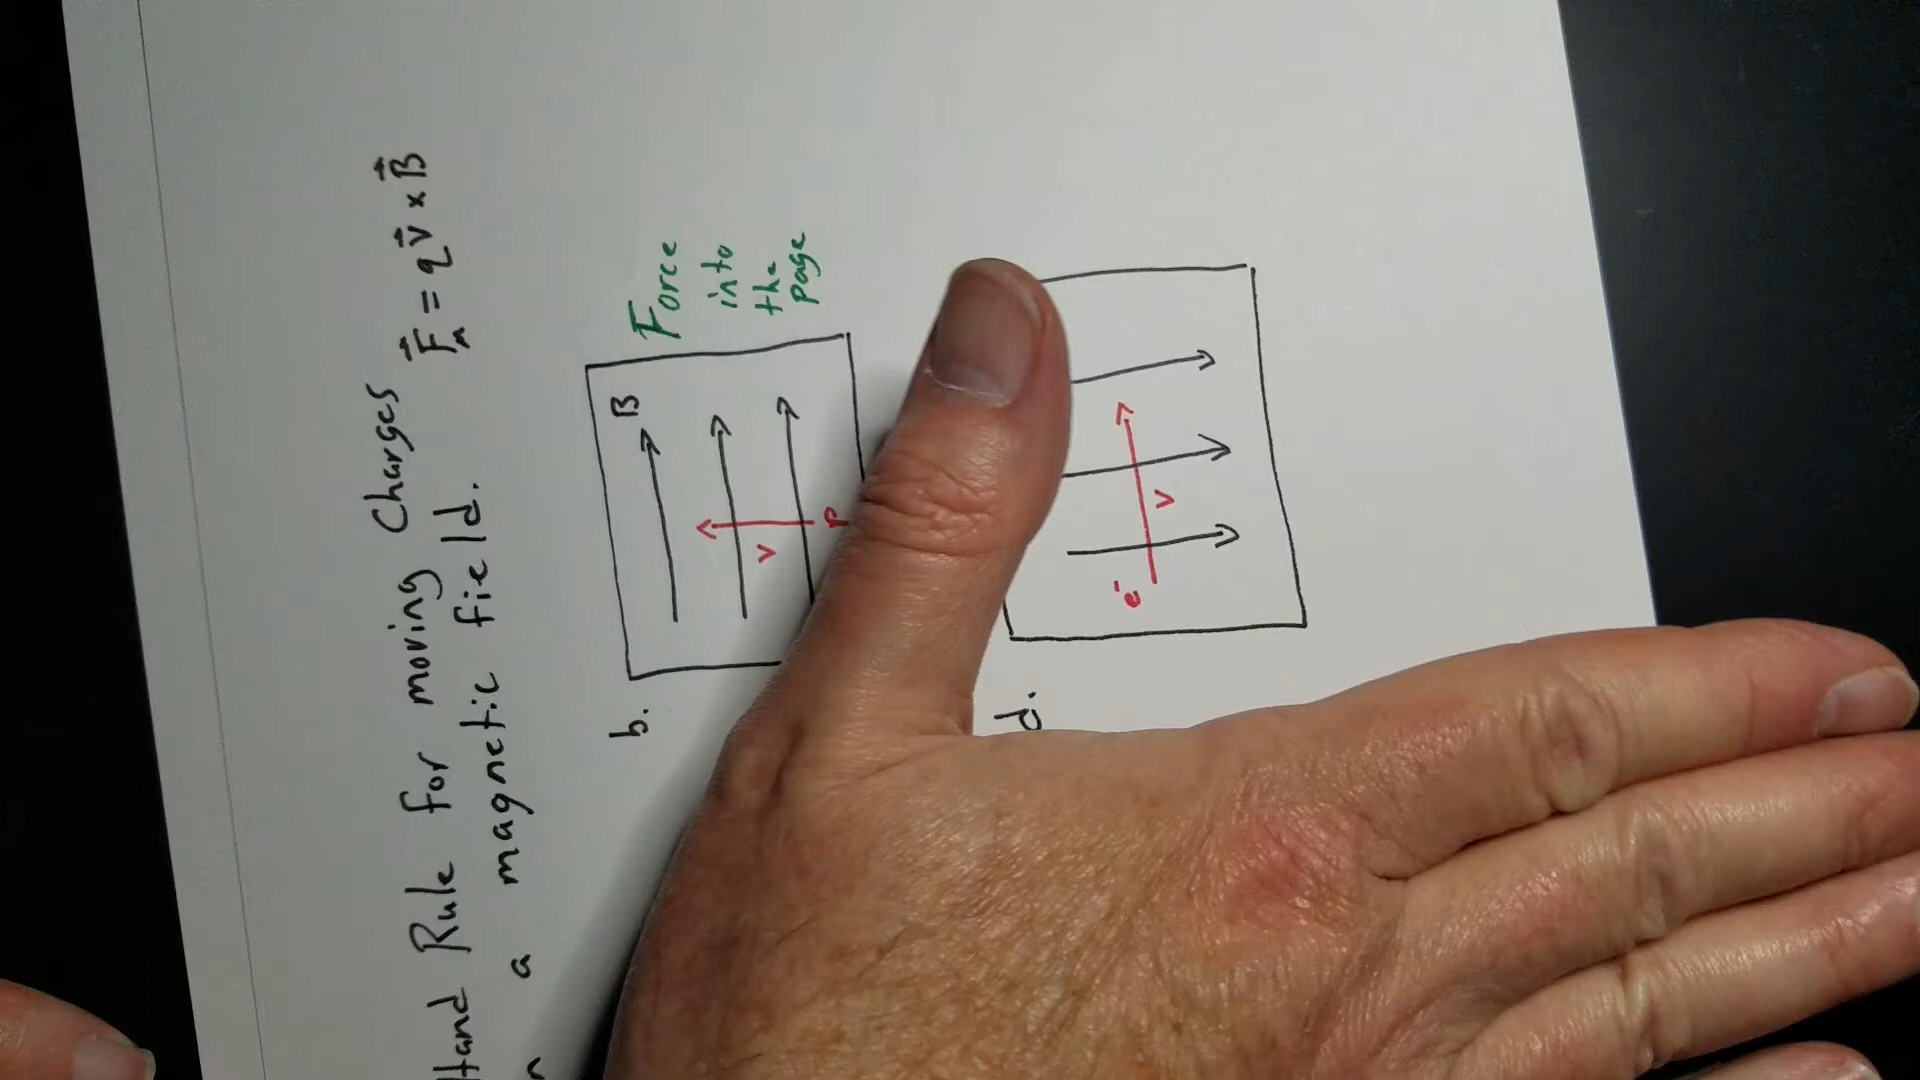 Hand Rule for moving Charges
a magnetic field.
F⃗ₘ = qv⃗ × B⃗
b.
B
v
P
Force
into
the
page
d.
e⁻
v